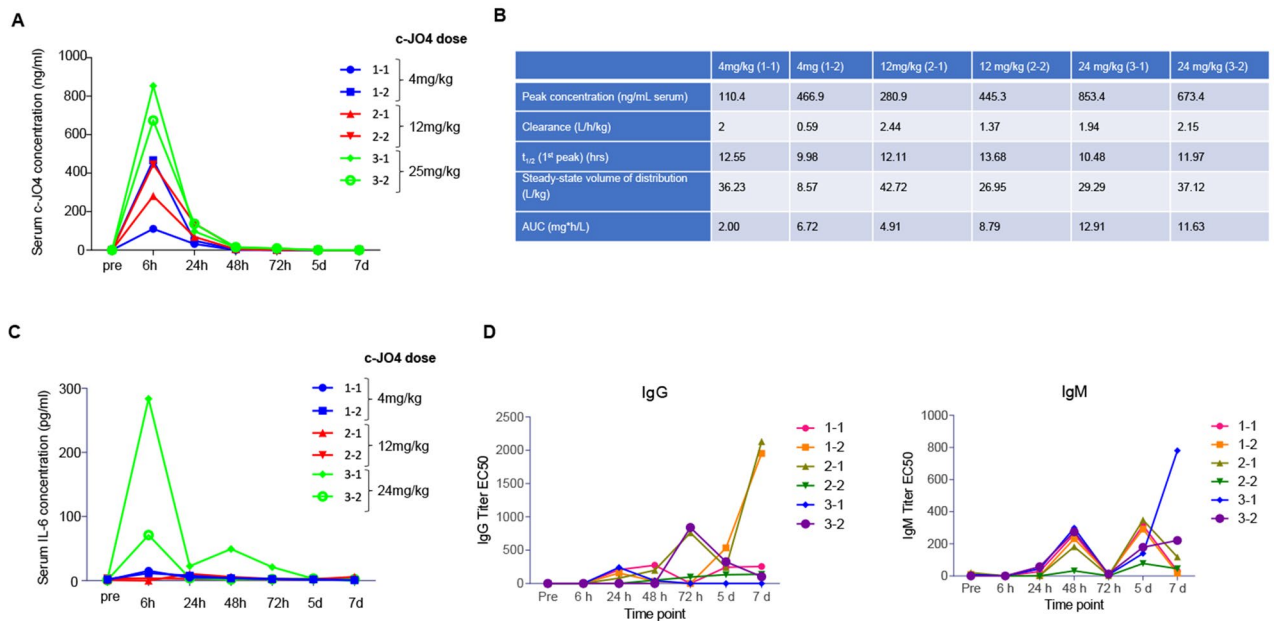 A
c-JO4 dose
Serum c-JO4 concentration (ng/ml)
1000
800
600
400
200
0
pre 6h 24h 48h 72h 5d 7d
1-1
1-2
4mg/kg
2-1
2-2
12mg/kg
3-1
3-2
25mg/kg
B
4mg/kg (1-1) 4mg (1-2) 12mg/kg (2-1) 12 mg/kg (2-2) 24 mg/kg (3-1) 24 mg/kg (3-2)
Peak concentration (ng/mL serum) 110.4 466.9 280.9 445.3 853.4 673.4
Clearance (L/h/kg) 2 0.59 2.44 1.37 1.94 2.15
t1/2 (1st peak) (hrs) 12.55 9.98 12.11 13.68 10.48 11.97
Steady-state volume of distribution
(L/kg) 36.23 8.57 42.72 26.95 29.29 37.12
AUC (mg*h/L) 2.00 6.72 4.91 8.79 12.91 11.63
C
c-JO4 dose
Serum IL-6 concentration (pg/ml)
300
200
100
0
pre 6h 24h 48h 72h 5d 7d
1-1
1-2
4mg/kg
2-1
2-2
12mg/kg
3-1
3-2
24mg/kg
D
IgG
IgG Titer EC50
2500
2000
1500
1000
500
0
Pre 6 h 24 h 48 h 72 h 5 d 7 d
Time point
1-1
1-2
2-1
2-2
3-1
3-2
IgM
IgM Titer EC50
1000
800
600
400
200
0
Pre 6 h 24 h 48 h 72 h 5 d 7 d
Time point
1-1
1-2
2-1
2-2
3-1
3-2